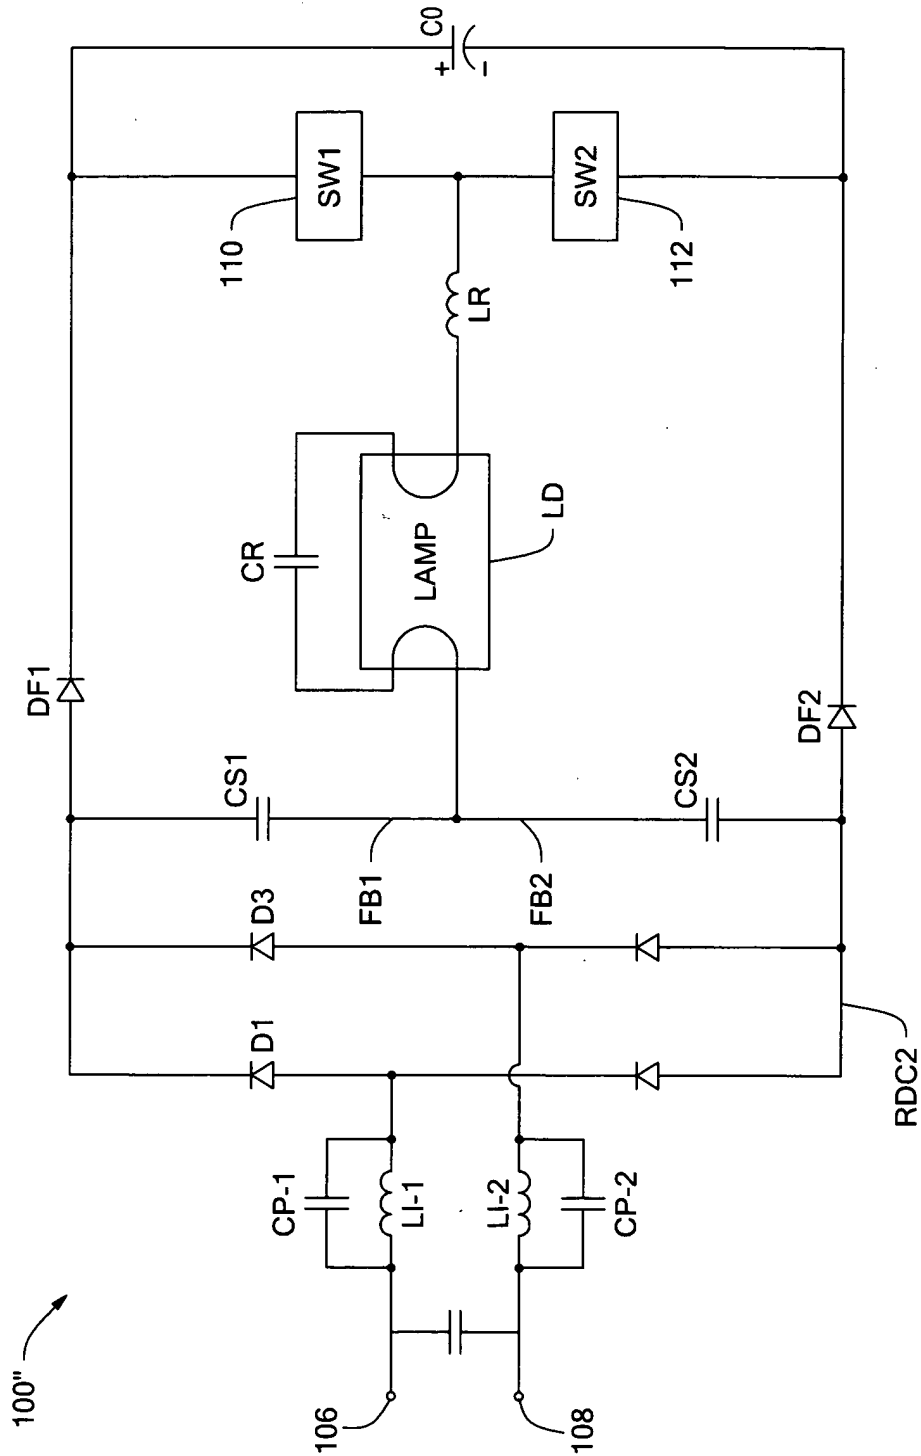 100"
106
108
CP-1
LI-1
LI-2
CP-2
D1
D3
RDC2
CS1
FB1
FB2
CS2
DF1
DF2
CR
LAMP
LD
LR
110
SW1
SW2
112
C0
+
-